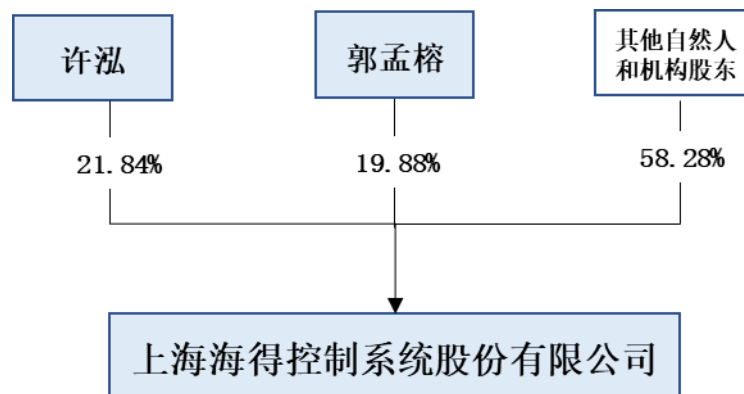 许泓
郭孟榕
其他自然人
和机构股东
21.84%
19.88%
58.28%
上海海得控制系统股份有限公司